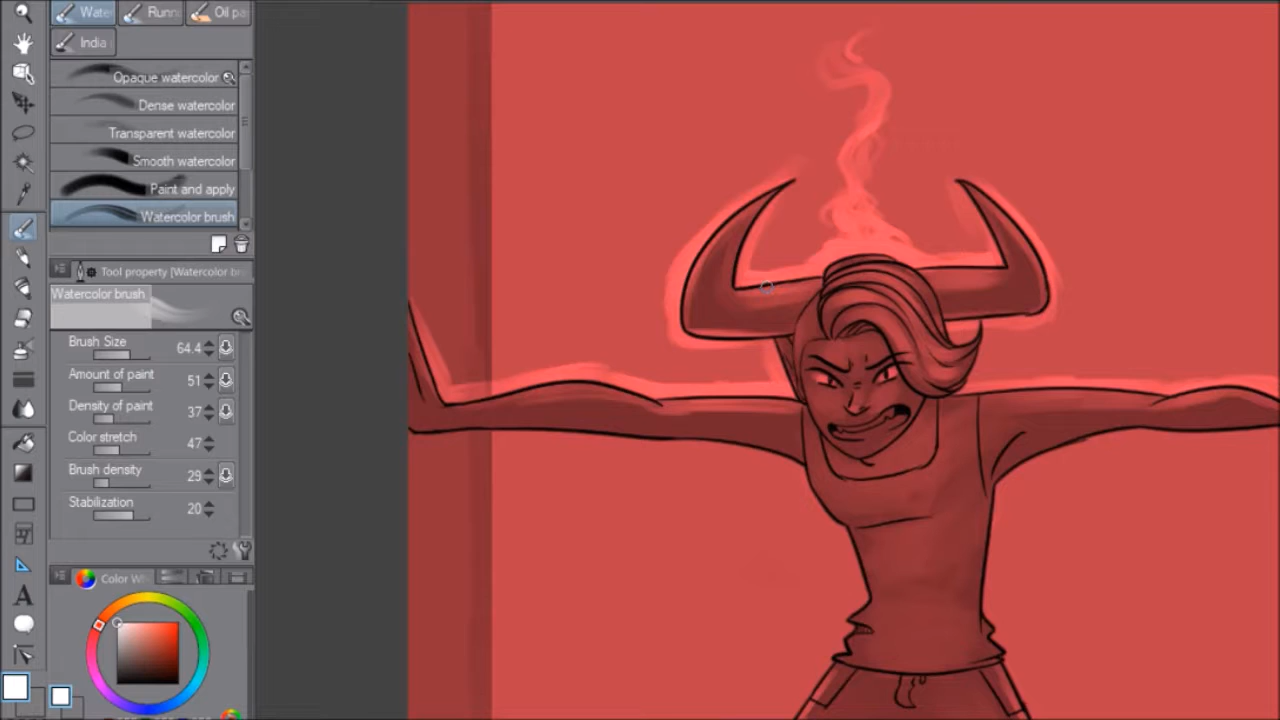 Wate
Runni
Oil pa
India
Opaque watercolor
Dense watercolor
Transparent watercolor
Smooth watercolor
Paint and apply
Watercolor brush
Tool property [Watercolor br
Watercolor brush
Brush Size 64.4
Amount of paint 51
Density of paint 37
Color stretch 47
Brush density 29
Stabilization 20
Color Wh
A